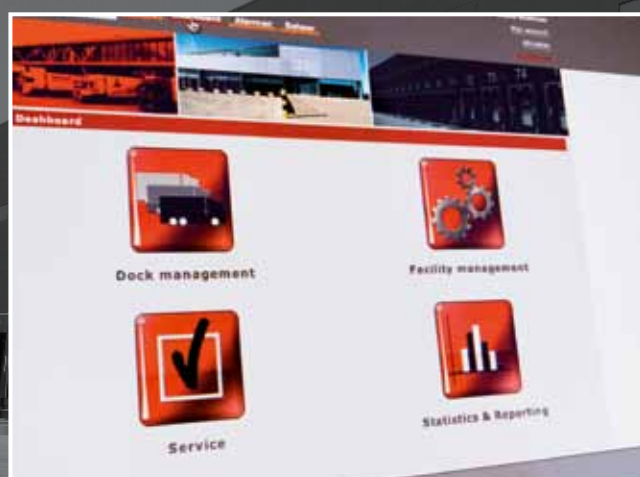 Dashboard
Dock management
Facility management
Service
Statistics & Reporting